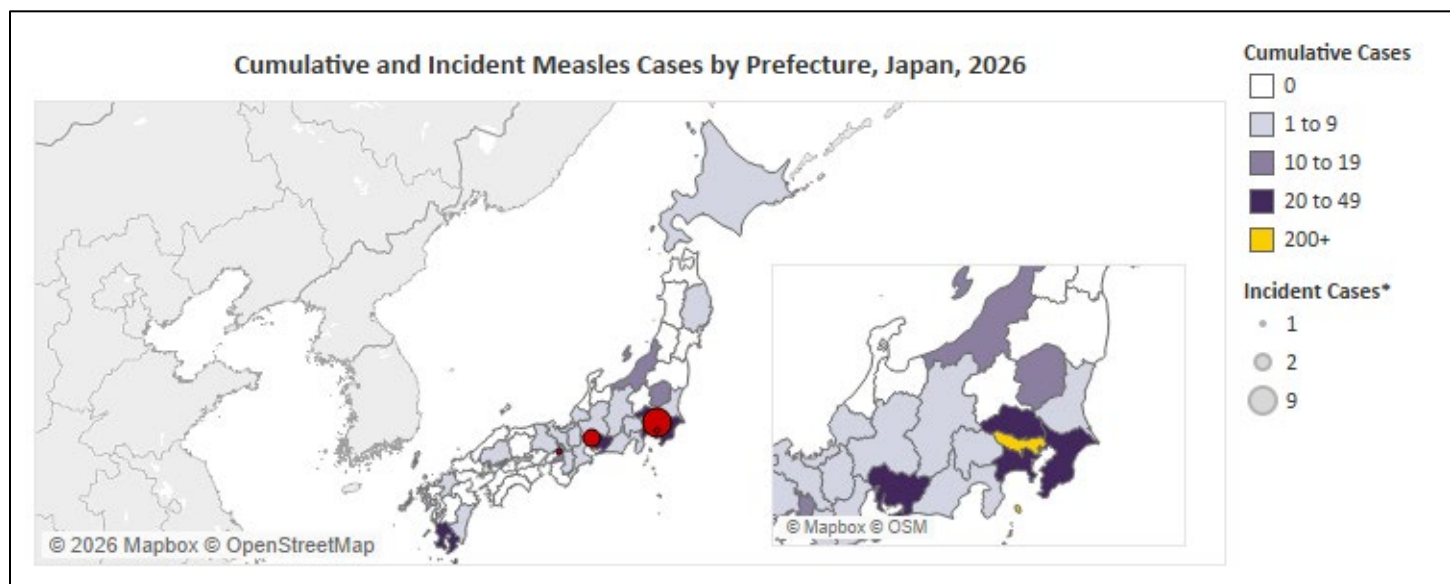 Cumulative and Incident Measles Cases by Prefecture, Japan, 2026
Cumulative Cases
0
1 to 9
10 to 19
20 to 49
200+
Incident Cases*
1
2
9
© Mapbox © OSM
© 2026 Mapbox © OpenStreetMap